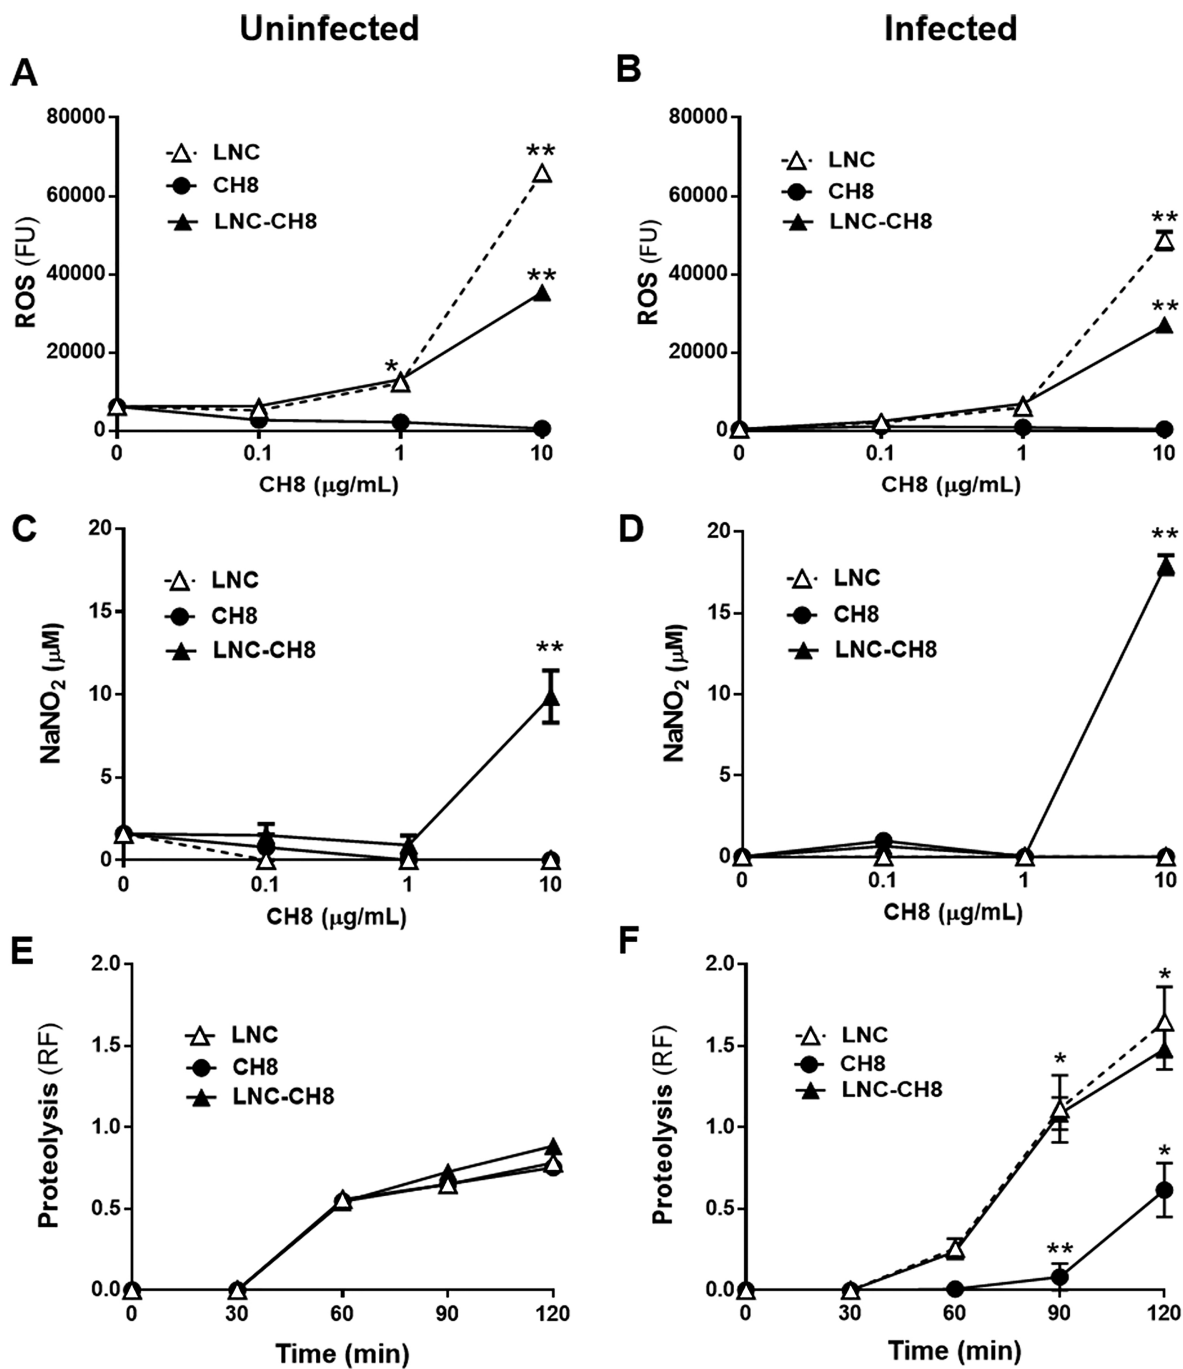 Uninfected
Infected
A
80000
60000
40000
20000
0
ROS (FU)
LNC
CH8
LNC-CH8
*
**
**
0 0.1 1 10
CH8 (μg/mL)
B
80000
60000
40000
20000
0
ROS (FU)
LNC
CH8
LNC-CH8
**
**
0 0.1 1 10
CH8 (μg/mL)
C
20
15
10
5
0
NaNO2 (μM)
LNC
CH8
LNC-CH8
**
0 0.1 1 10
CH8 (μg/mL)
D
20
15
10
5
0
NaNO2 (μM)
LNC
CH8
LNC-CH8
**
0 0.1 1 10
CH8 (μg/mL)
E
2.0
1.5
1.0
0.5
0.0
Proteolysis (RF)
LNC
CH8
LNC-CH8
0 30 60 90 120
Time (min)
F
2.0
1.5
1.0
0.5
0.0
Proteolysis (RF)
LNC
CH8
LNC-CH8
*
*
**
*
0 30 60 90 120
Time (min)